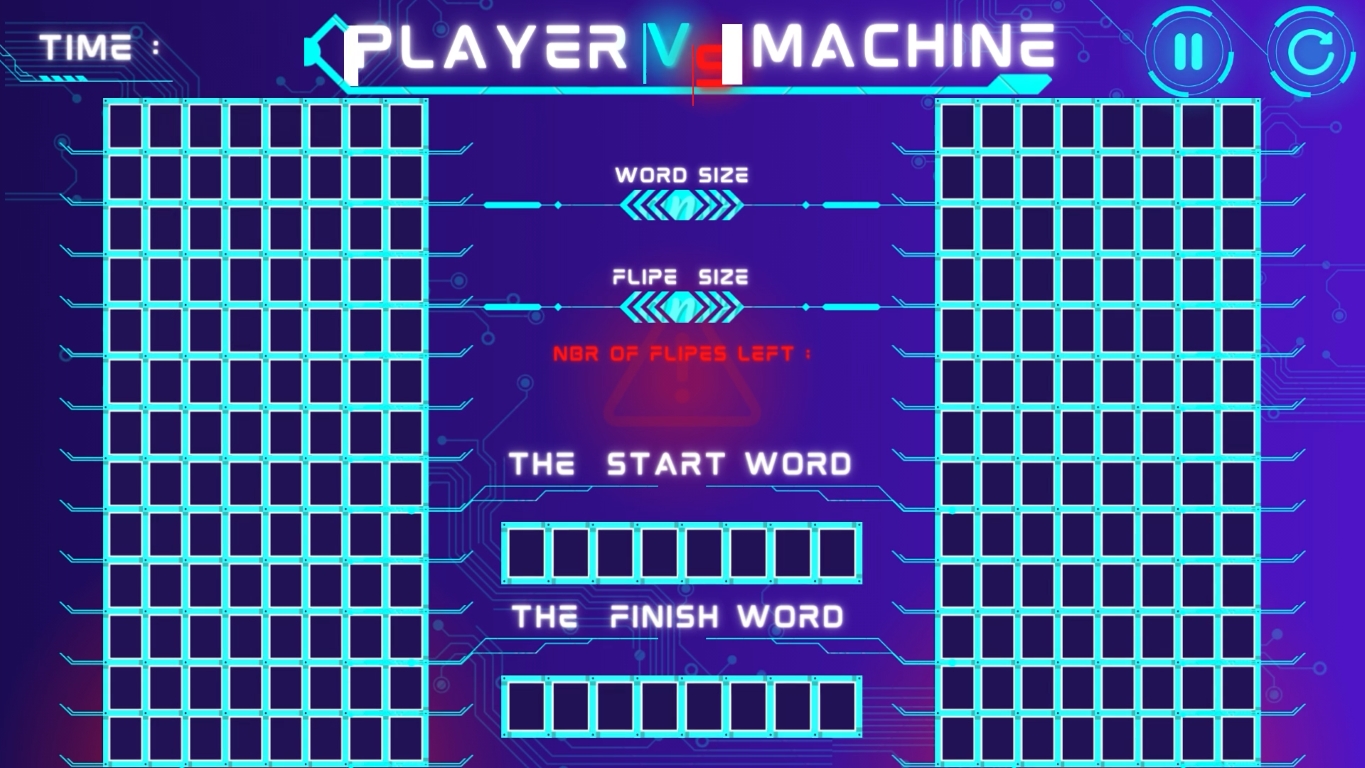 TIME :
PLAYER VS MACHINE
WORD SIZE
n
FLIPE SIZE
n
NBR OF FLIPES LEFT :
THE START WORD
THE FINISH WORD